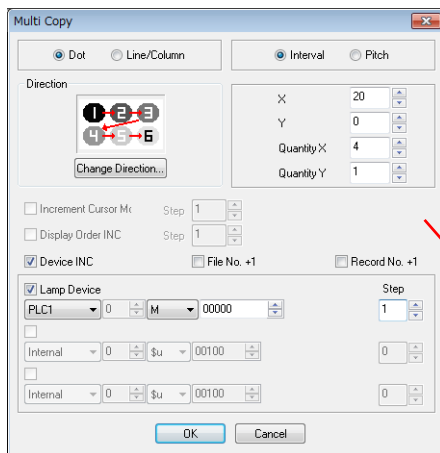 Multi Copy
Dot Line/Column Interval Pitch
Direction
1 2 3
4 5 6
Change Direction...
X 20
Y 0
Quantity X 4
Quantity Y 1
Increment Cursor Mc Step 1
Display Order INC Step 1
Device INC File No. +1 Record No. +1
Lamp Device Step
PLC1 0 M 00000 1
Internal 0 $u 00100 0
Internal 0 $u 00100 0
OK Cancel